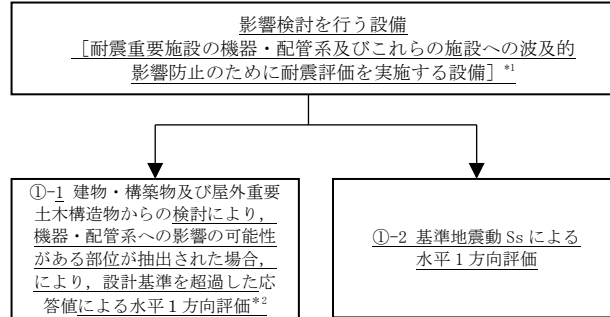 影響検討を行う設備
[耐震重要施設の機器・配管系及びこれらの施設への波及的
影響防止のために耐震評価を実施する設備] *1
①-1 建物・構築物及び屋外重要
土木構造物からの検討により,
機器・配管系への影響の可能性
がある部位が抽出された場合,
により, 設計基準を超過した応
答値による水平1方向評価*2
①-2 基準地震動 Ss による
水平1方向評価